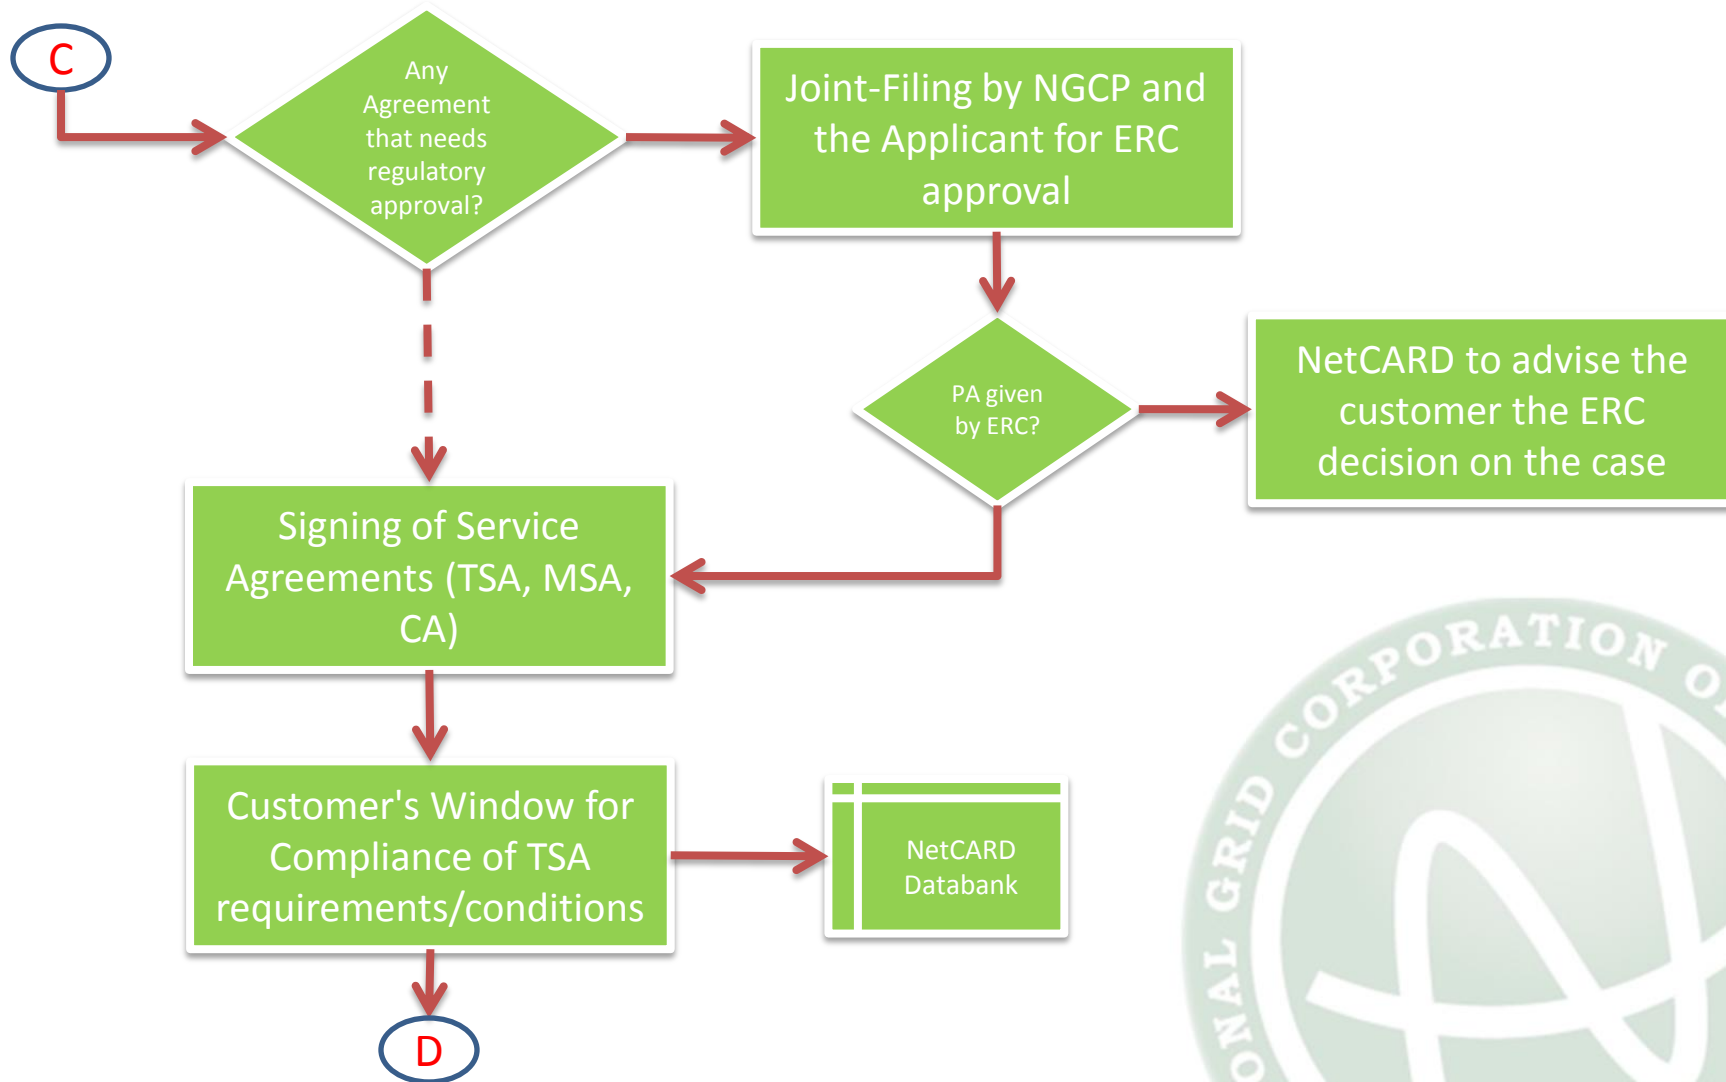 C
Any
Agreement
that needs
regulatory
approval?
Joint-Filing by NGCP and
the Applicant for ERC
approval
PA given
by ERC?
NetCARD to advise the
customer the ERC
decision on the case
Signing of Service
Agreements (TSA, MSA,
CA)
Customer's Window for
Compliance of TSA
requirements/conditions
NetCARD
Databank
D
ONAL GRID CORPORATION O